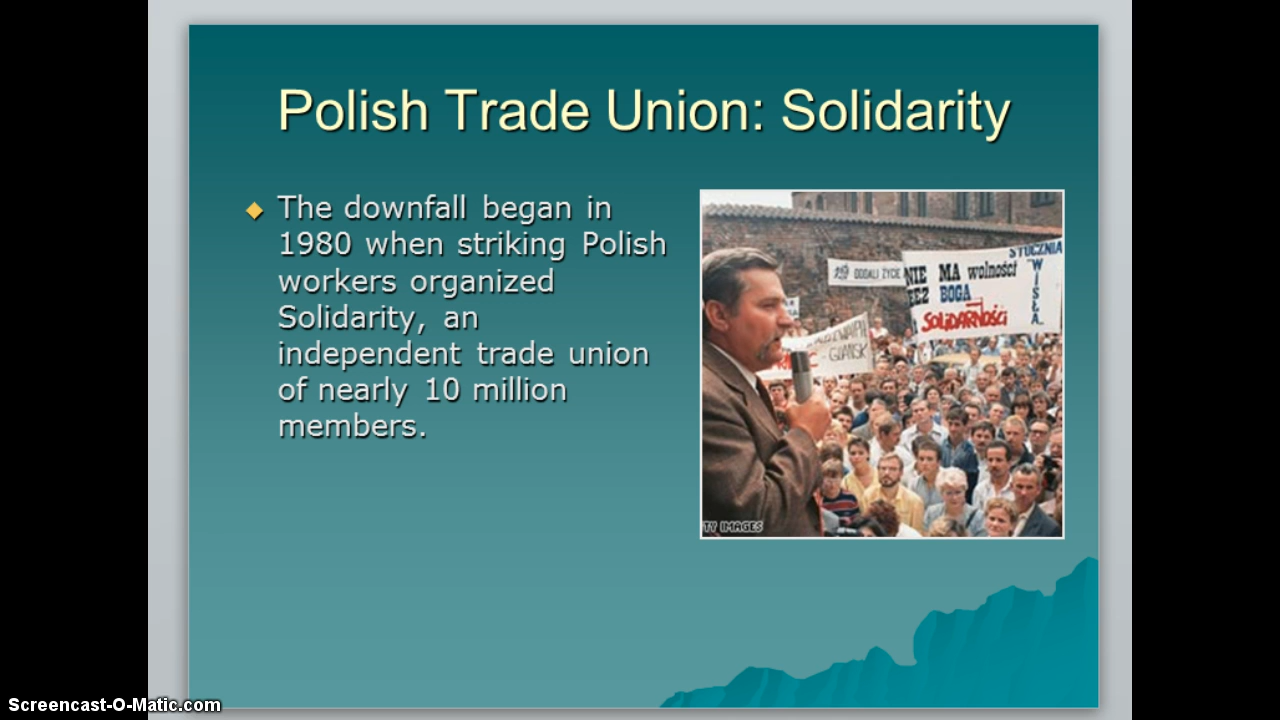 Polish Trade Union: Solidarity
The downfall began in
1980 when striking Polish
workers organized
Solidarity, an
independent trade union
of nearly 10 million
members.
STOCZNIA
WISŁA
ODDALI ŻYCIE
NIE MA wolności
BEZ BOGA
SOLIDARNOŚCI
- GDAŃSK
TY IMAGES
Screencast-O-Matic.com